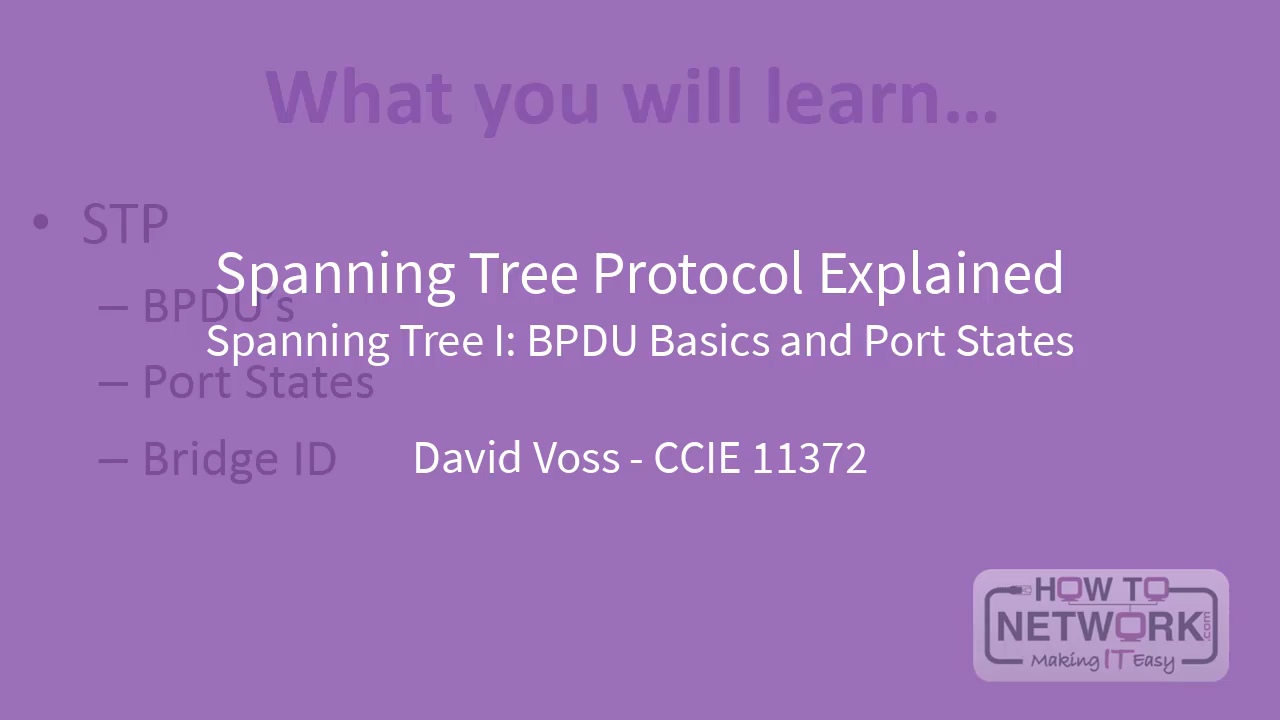 What you will learn...
• STP
Spanning Tree Protocol Explained
– BPDU's
Spanning Tree I: BPDU Basics and Port States
– Port States
– Bridge ID
David Voss - CCIE 11372
HOW TO
NETWORK.com
Making IT Easy